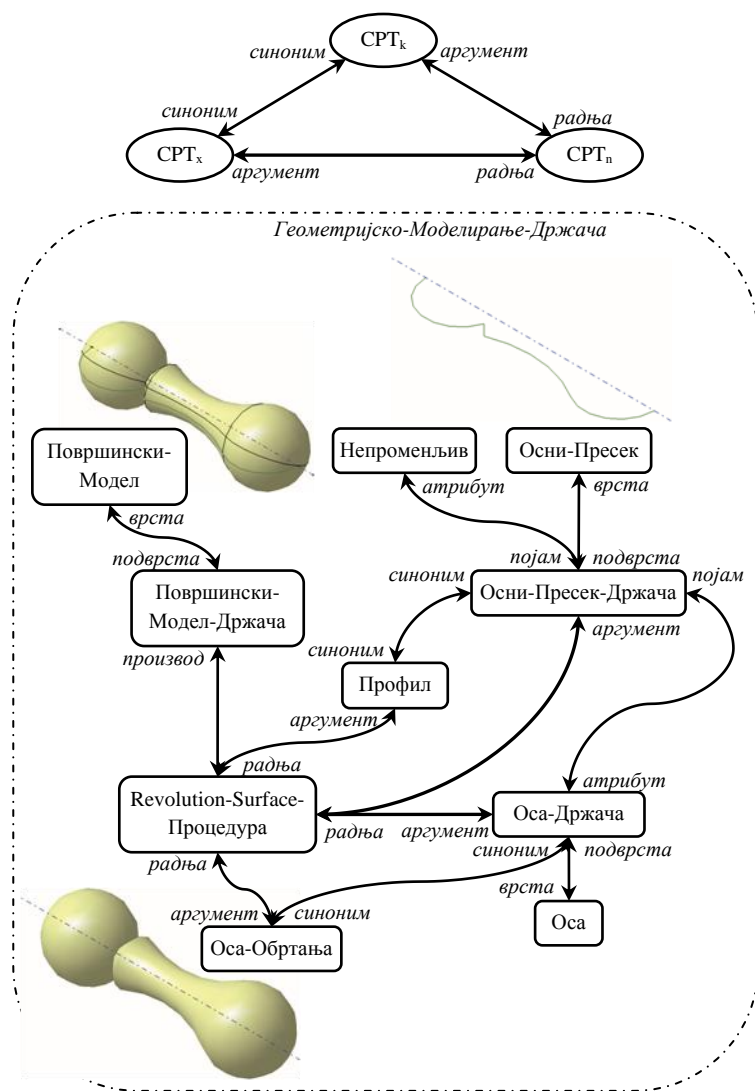 CPT_k
синоним
аргумент
синоним
радња
CPT_x
CPT_n
аргумент
радња
Геометријско-Моделирање-Држача
Површински-
Модел
Непроменљив
Осни-Пресек
врста
атрибут
врста
подврста
појам
подврста
синоним
појам
Површински-
Модел-Држача
Осни-Пресек-Држача
производ
аргумент
синоним
Профил
аргумент
радња
атрибут
Revolution-Surface-
Процедура
Оса-Држача
радња
аргумент
радња
синоним
подврста
врста
аргумент
синоним
Оса-Обртања
Оса